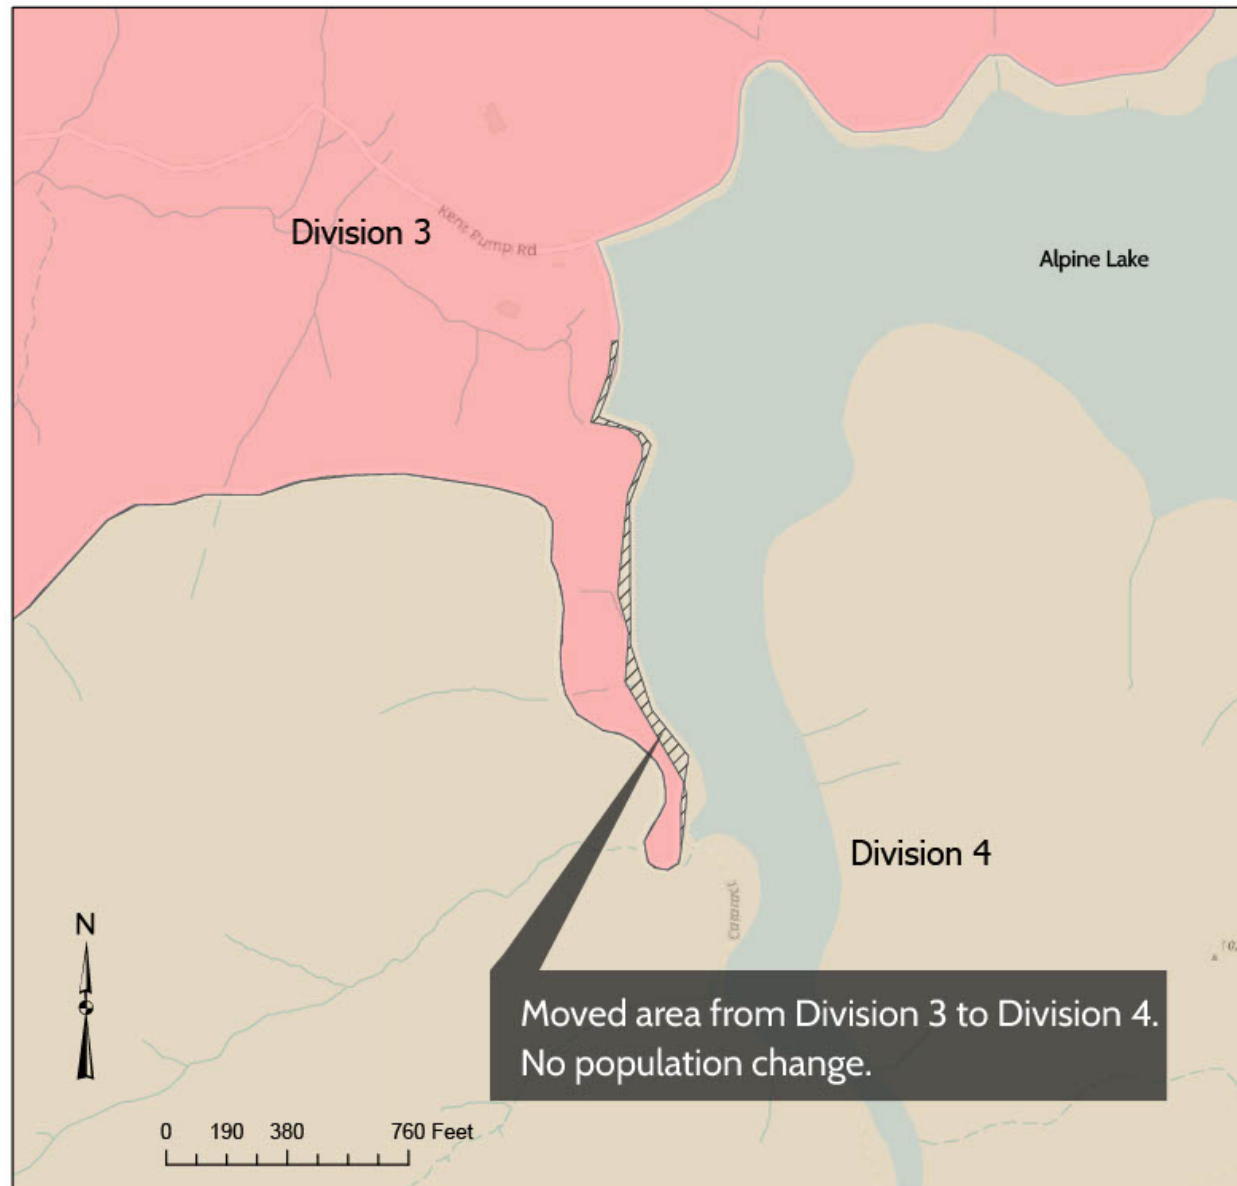 Division 3
Kent Pump Rd
Alpine Lake
Division 4
Cataract
N
Moved area from Division 3 to Division 4.
No population change.
0 190 380 760 Feet